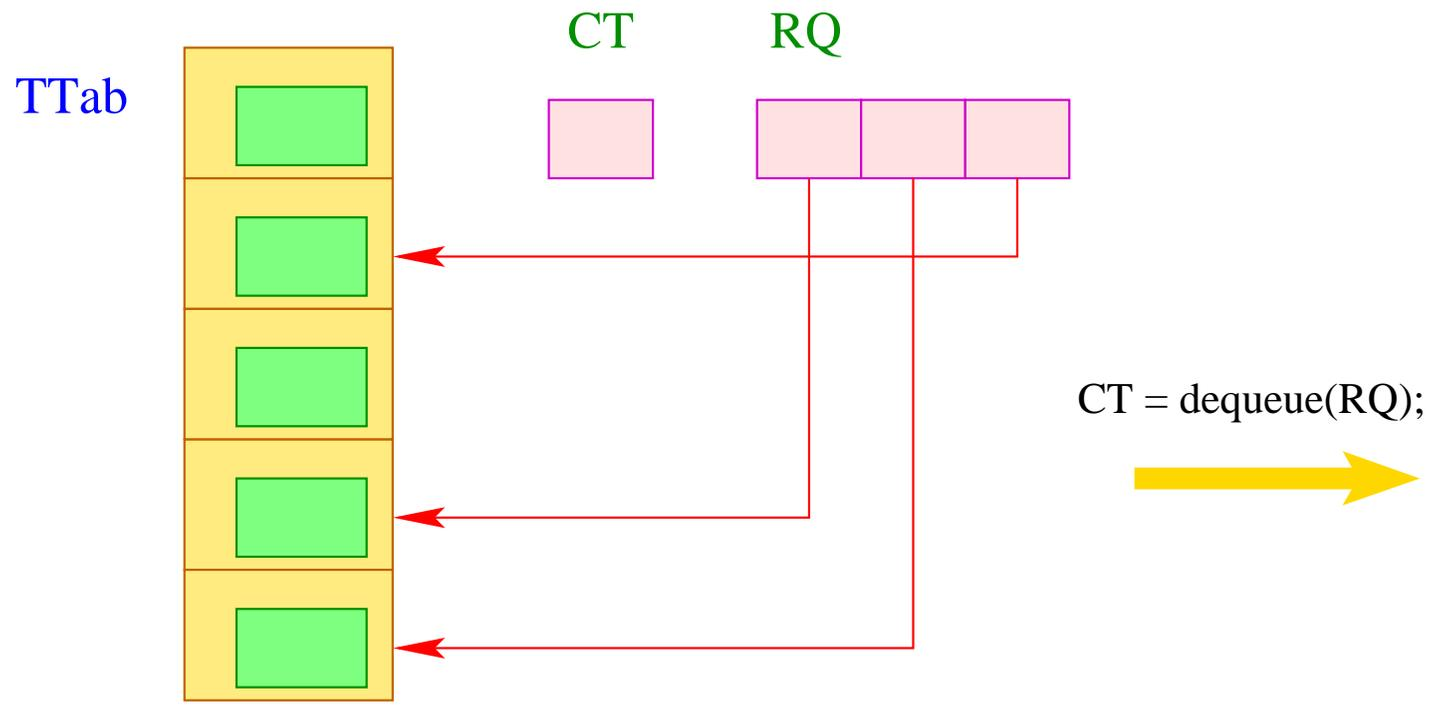 CT RQ
TTab
CT = dequeue(RQ);